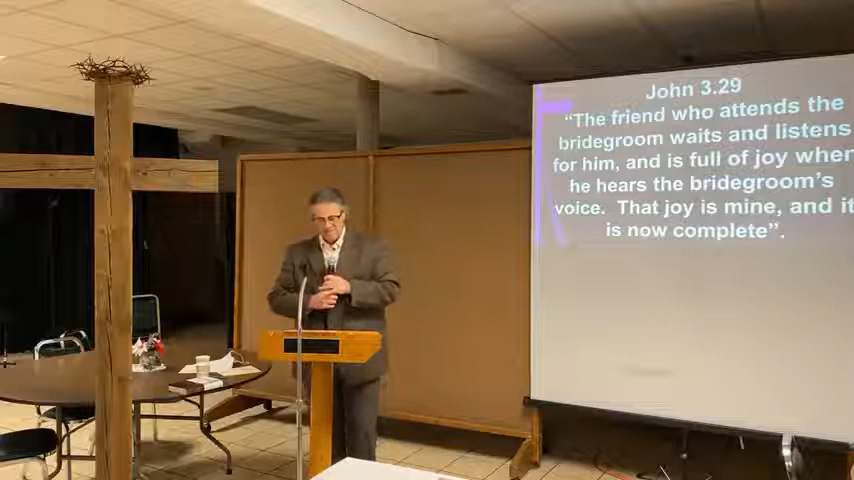 John 3.29
"The friend who attends the
bridegroom waits and listens
for him, and is full of joy when
he hears the bridegroom's
voice.  That joy is mine, and it
is now complete".